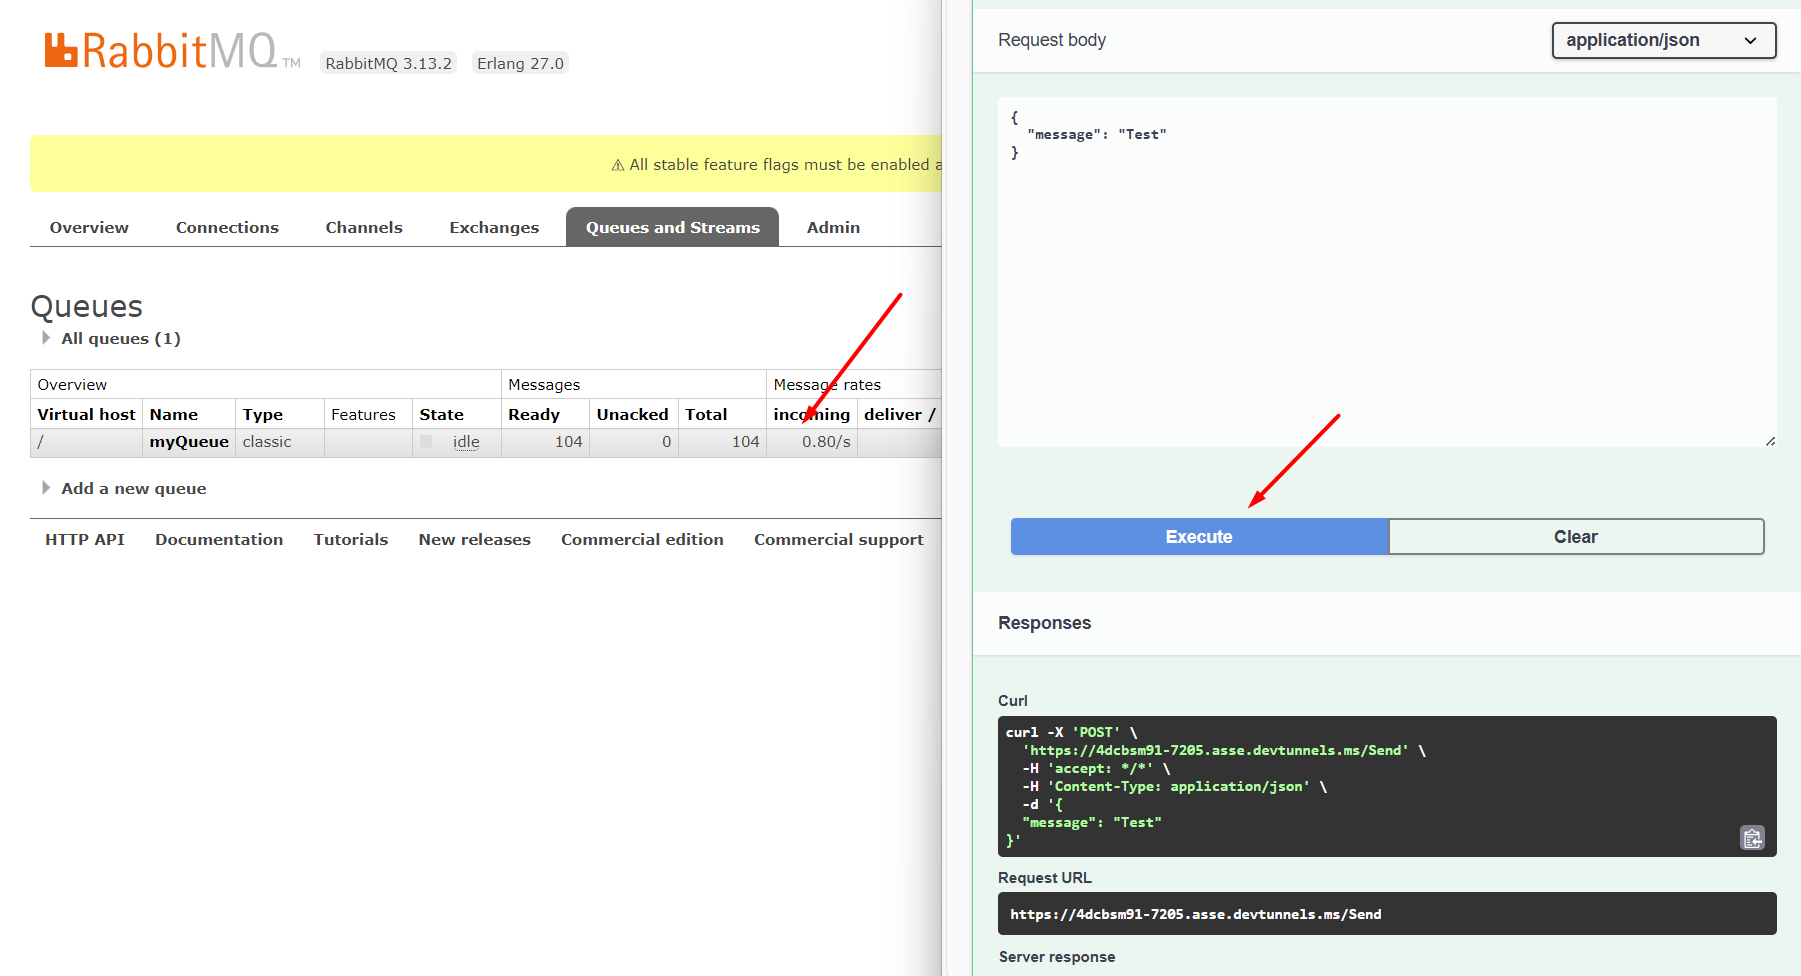 RabbitMQ TM
RabbitMQ 3.13.2 Erlang 27.0
⚠ All stable feature flags must be enabled a
Overview Connections Channels Exchanges Queues and Streams Admin
Queues
All queues (1)
Overview Messages Message rates
Virtual host Name Type Features State Ready Unacked Total incoming deliver /
/ myQueue classic idle 104 0 104 0.80/s
Add a new queue
HTTP API Documentation Tutorials New releases Commercial edition Commercial support
Request body
application/json
{
"message": "Test"
}
Execute Clear
Responses
Curl
curl -X 'POST' \
'https://4dcbsm91-7205.asse.devtunnels.ms/Send' \
-H 'accept: */*' \
-H 'Content-Type: application/json' \
-d '{
"message": "Test"
}'
Request URL
https://4dcbsm91-7205.asse.devtunnels.ms/Send
Server response